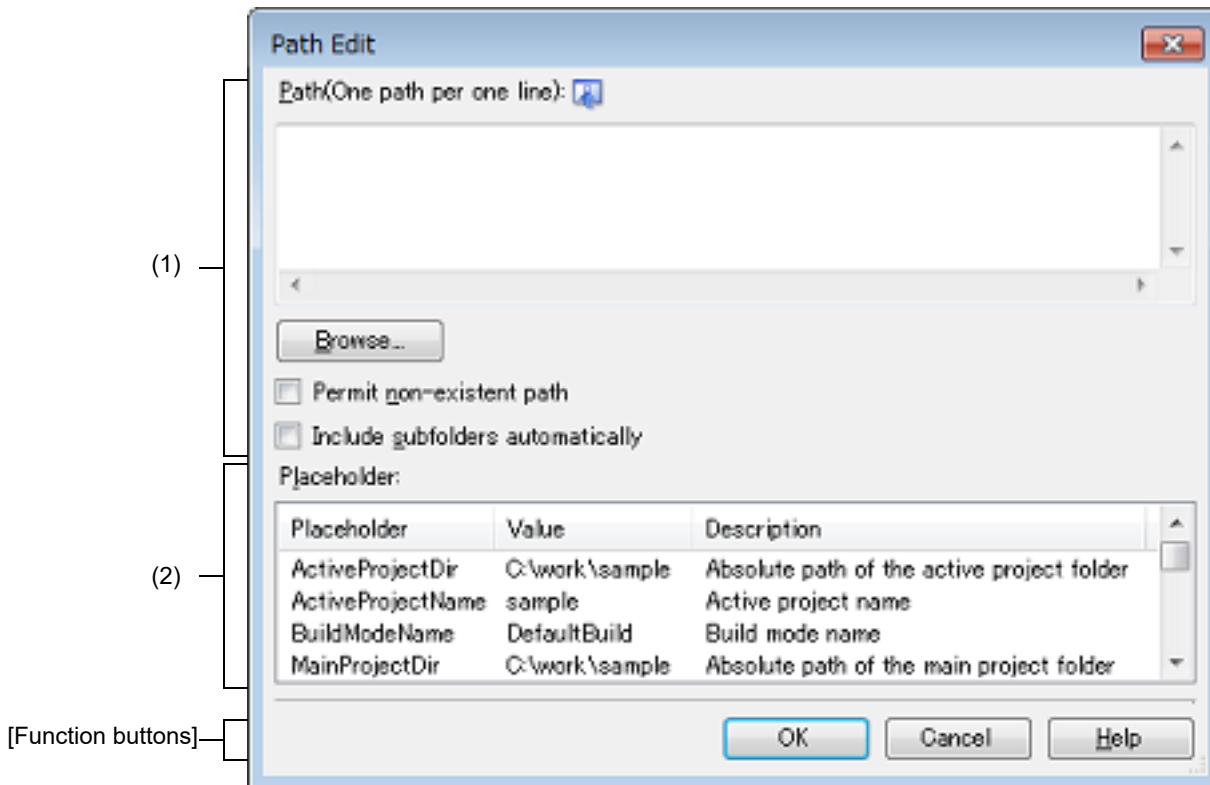 Path Edit
Path(One path per one line):
(1)
Browse...
Permit non-existent path
Include subfolders automatically
Placeholder:
Placeholder Value Description
(2)
ActiveProjectDir C:\work\sample Absolute path of the active project folder
ActiveProjectName sample Active project name
BuildModeName DefaultBuild Build mode name
MainProjectDir C:\work\sample Absolute path of the main project folder
[Function buttons]
OK Cancel Help